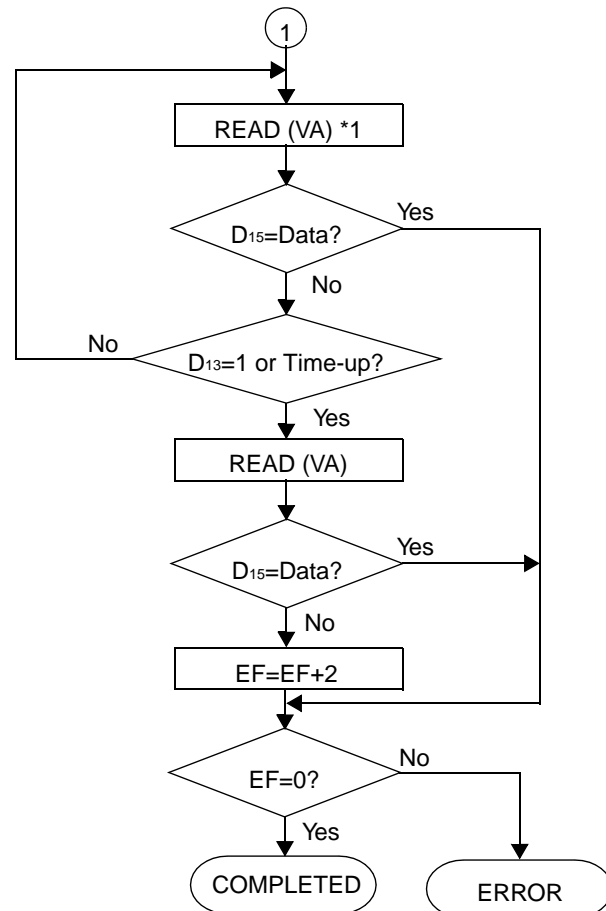 1
READ (VA) *1
D15=Data?
Yes
No
No
D13=1 or Time-up?
Yes
READ (VA)
D15=Data?
Yes
No
EF=EF+2
EF=0?
No
Yes
COMPLETED
ERROR